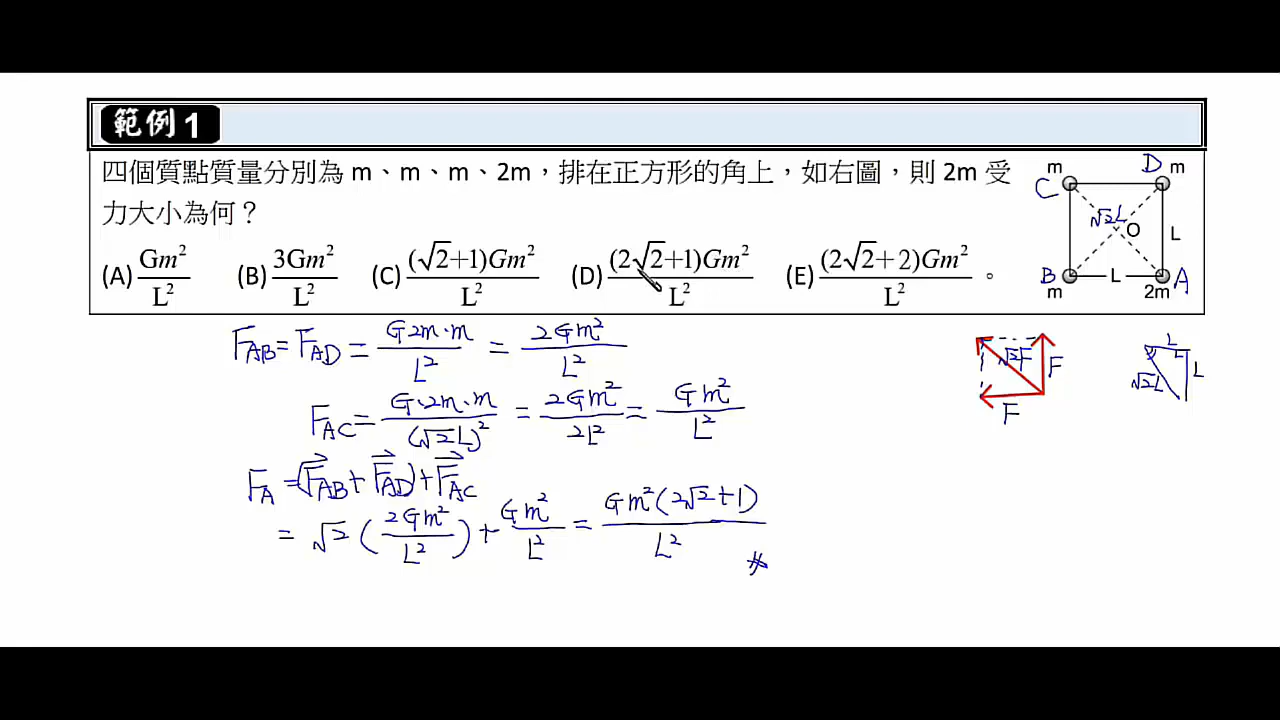 範例 1
四個質點質量分別為 m、m、m、2m，排在正方形的角上，如右圖，則 2m 受
力大小為何？
(A) Gm²/L² (B) 3Gm²/L² (C) (√2+1)Gm²/L² (D) (2√2+1)Gm²/L² (E) (2√2+2)Gm²/L² 。
m D m
C
√2L
O
L
B L A
m 2m
F_AB = F_AD = G2m·m/L² = 2Gm²/L²
F_AC = G·2m·m/(√2L)² = 2Gm²/2L² = Gm²/L²
F_A = (F⃗_AB + F⃗_AD) + F⃗_AC
= √2 (2Gm²/L²) + Gm²/L² = Gm²(2√2+1)/L²
√2F F
F
L
√2L L